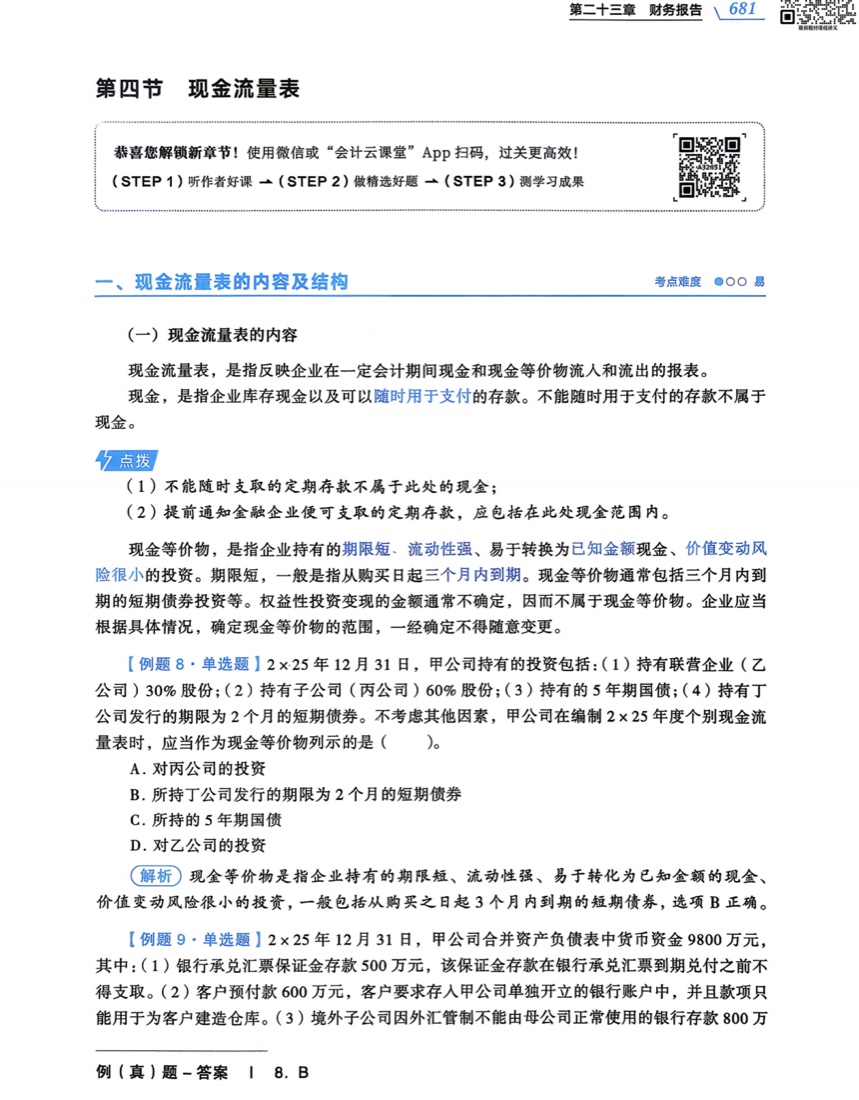 第二十三章 财务报告 681
第四节 现金流量表
恭喜您解锁新章节！使用微信或“会计云课堂”App 扫码，过关更高效！
（STEP 1）听作者好课 →（STEP 2）做精选好题 →（STEP 3）测学习成果
一、现金流量表的内容及结构 考点难度 ●○○ 易
（一）现金流量表的内容
现金流量表，是指反映企业在一定会计期间现金和现金等价物流入和流出的报表。
现金，是指企业库存现金以及可以随时用于支付的存款。不能随时用于支付的存款不属于
现金。
点拨
（1）不能随时支取的定期存款不属于此处的现金；
（2）提前通知金融企业便可支取的定期存款，应包括在此处现金范围内。
现金等价物，是指企业持有的期限短、流动性强、易于转换为已知金额现金、价值变动风
险很小的投资。期限短，一般是指从购买日起三个月内到期。现金等价物通常包括三个月内到
期的短期债券投资等。权益性投资变现的金额通常不确定，因而不属于现金等价物。企业应当
根据具体情况，确定现金等价物的范围，一经确定不得随意变更。
【例题 8·单选题】2×25 年 12 月 31 日，甲公司持有的投资包括：（1）持有联营企业（乙
公司）30% 股份；（2）持有子公司（丙公司）60% 股份；（3）持有的 5 年期国债；（4）持有丁
公司发行的期限为 2 个月的短期债券。不考虑其他因素，甲公司在编制 2×25 年度个别现金流
量表时，应当作为现金等价物列示的是（ ）。
A. 对丙公司的投资
B. 所持丁公司发行的期限为 2 个月的短期债券
C. 所持的 5 年期国债
D. 对乙公司的投资
解析 现金等价物是指企业持有的期限短、流动性强、易于转化为已知金额的现金、
价值变动风险很小的投资，一般包括从购买之日起 3 个月内到期的短期债券，选项 B 正确。
【例题 9·单选题】2×25 年 12 月 31 日，甲公司合并资产负债表中货币资金 9800 万元，
其中：（1）银行承兑汇票保证金存款 500 万元，该保证金存款在银行承兑汇票到期兑付之前不
得支取。（2）客户预付款 600 万元，客户要求存入甲公司单独开立的银行账户中，并且款项只
能用于为客户建造仓库。（3）境外子公司因外汇管制不能由母公司正常使用的银行存款 800 万
例（真）题－答案 | 8. B